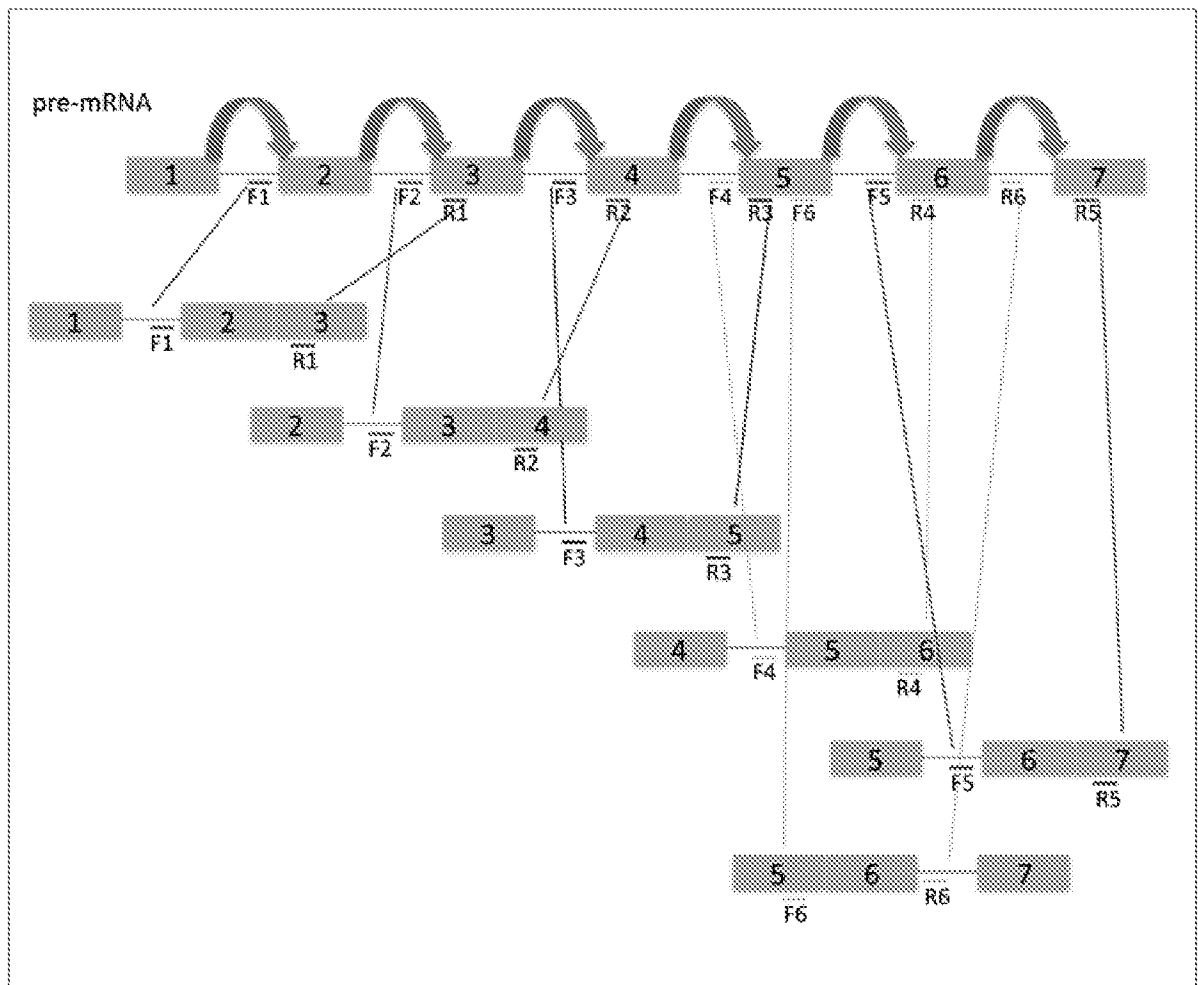 pre-mRNA
1 2 3 4 5 6 7
F1 F2 R1 F3 R2 F4 R3 F6 F5 R4 R6 R5
1 2 3
F1 R1
2 3 4
F2 R2
3 4 5
F3 R3
4 5 6
F4 R4
5 6 7
F5 R5
5 6 7
F6 R6